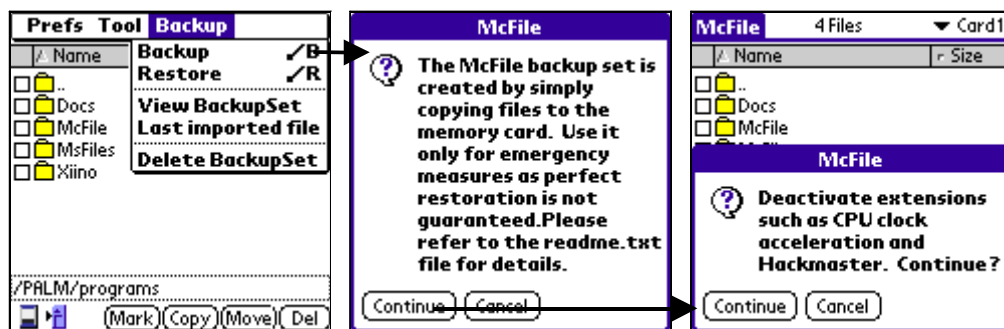 Prefs Tool Backup
Name
Backup /B
Restore /R
View BackupSet
Last imported file
Delete BackupSet
..
Docs
McFile
MsFiles
Xiino
/PALM/programs
Mark Copy Move Del
McFile
The McFile backup set is
created by simply
copying files to the
memory card. Use it
only for emergency
measures as perfect
restoration is not
guaranteed.Please
refer to the readme.txt
file for details.
Continue Cancel
McFile 4 Files Card1
Name Size
..
Docs
McFile
McFile
Deactivate extensions
such as CPU clock
acceleration and
Hackmaster. Continue?
Continue Cancel